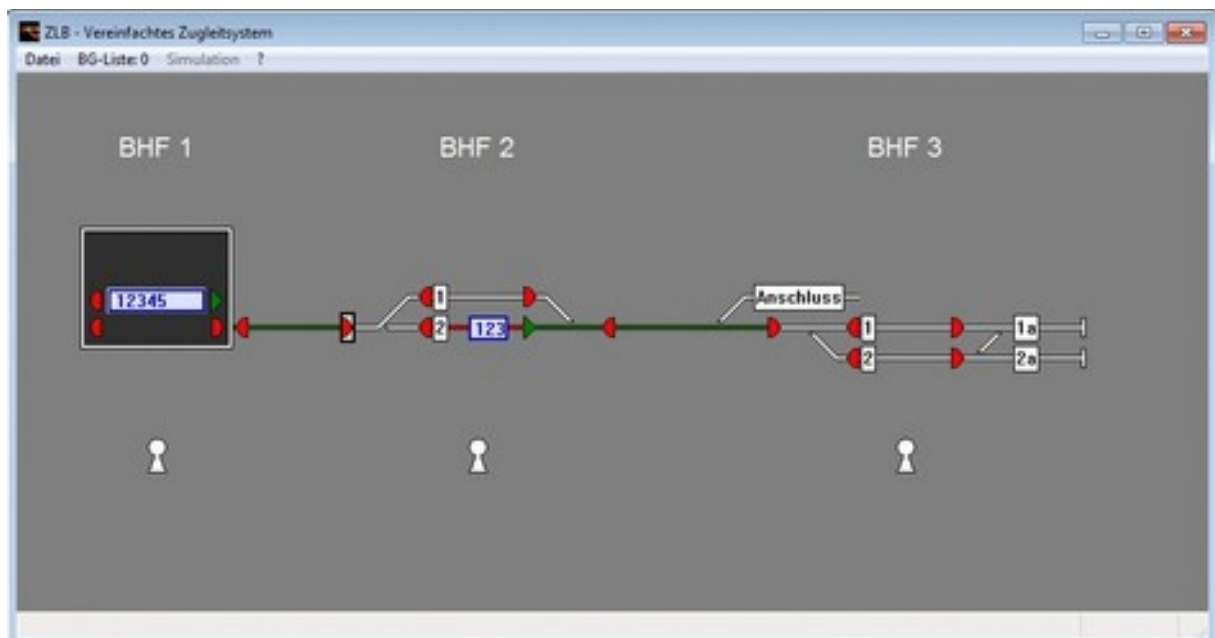 ZLB - Vereinfachtes Zugleitsystem
Datei BG-Liste: 0 Simulation ?
BHF 1 BHF 2 BHF 3
12345 1 Anschluss
2 123 1 1a
2 2a